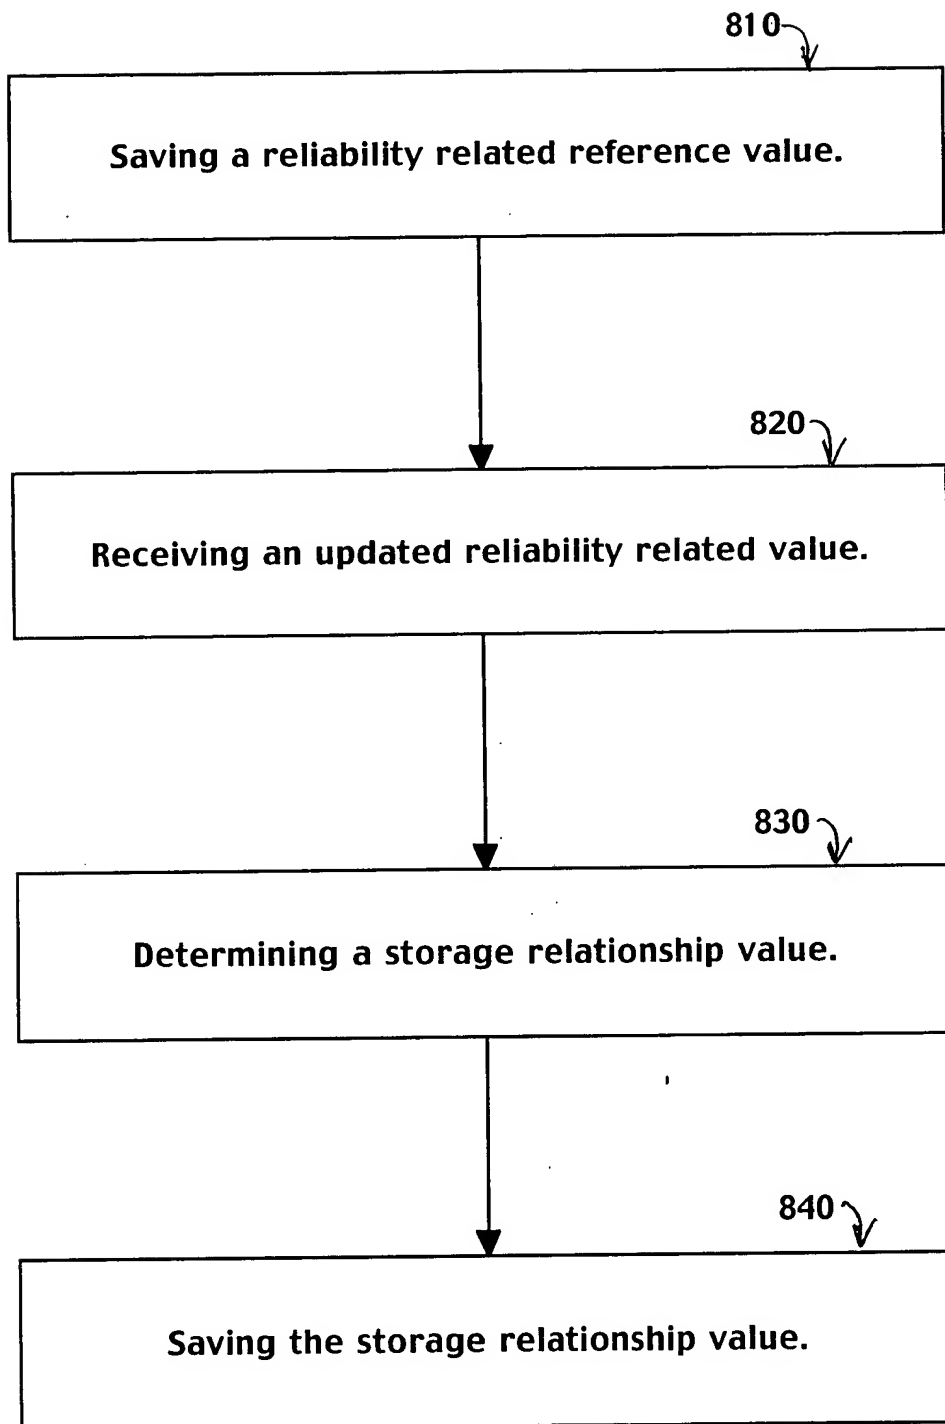 810
Saving a reliability related reference value.
820
Receiving an updated reliability related value.
830
Determining a storage relationship value.
840
Saving the storage relationship value.